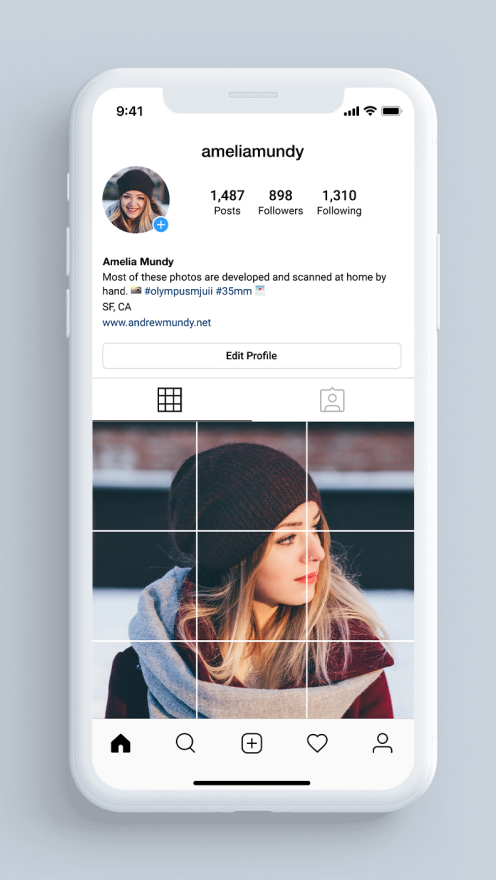 9:41
ameliamundy
1,487 898 1,310
Posts Followers Following
Amelia Mundy
Most of these photos are developed and scanned at home by
hand. 📷 #olympusmjuii #35mm
SF, CA
www.andrewmundy.net
Edit Profile